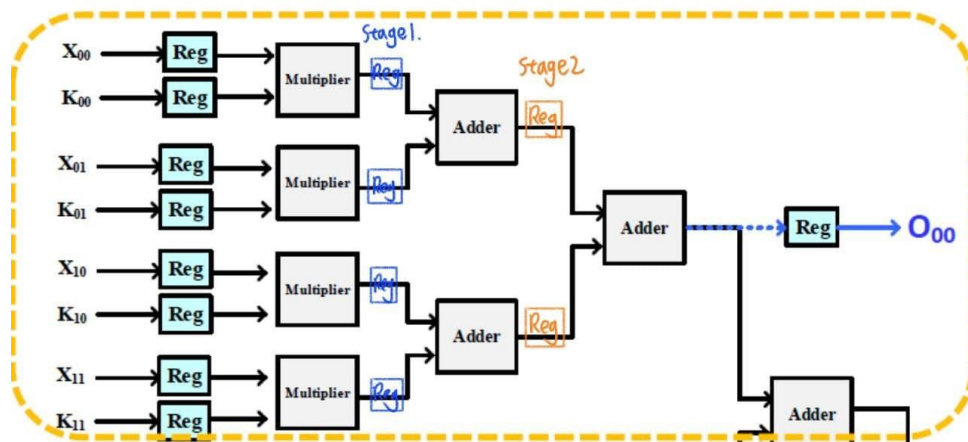 Stage1.
Stage2
X00 Reg Multiplier Reg
K00 Reg
Adder Reg
X01 Reg Multiplier Reg
K01 Reg
Adder Reg O00
X10 Reg Multiplier Reg
K10 Reg
Adder Reg
X11 Reg Multiplier Reg
K11 Reg
Adder